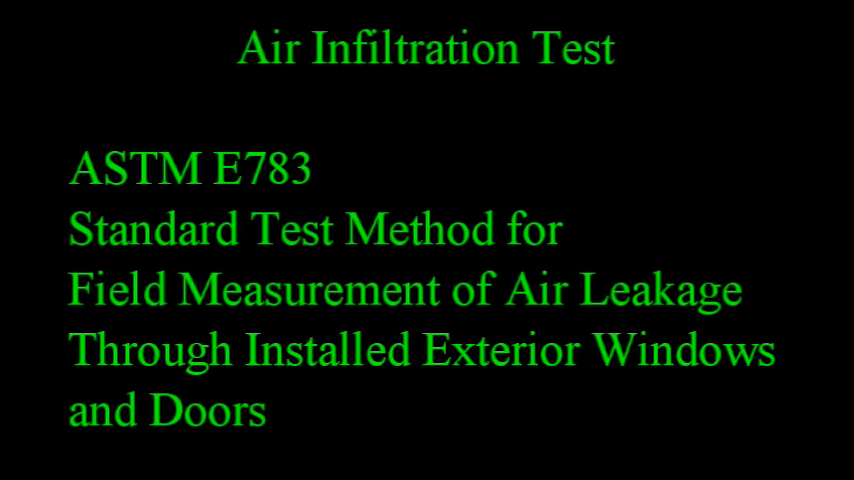 Air Infiltration Test
ASTM E783
Standard Test Method for
Field Measurement of Air Leakage
Through Installed Exterior Windows
and Doors